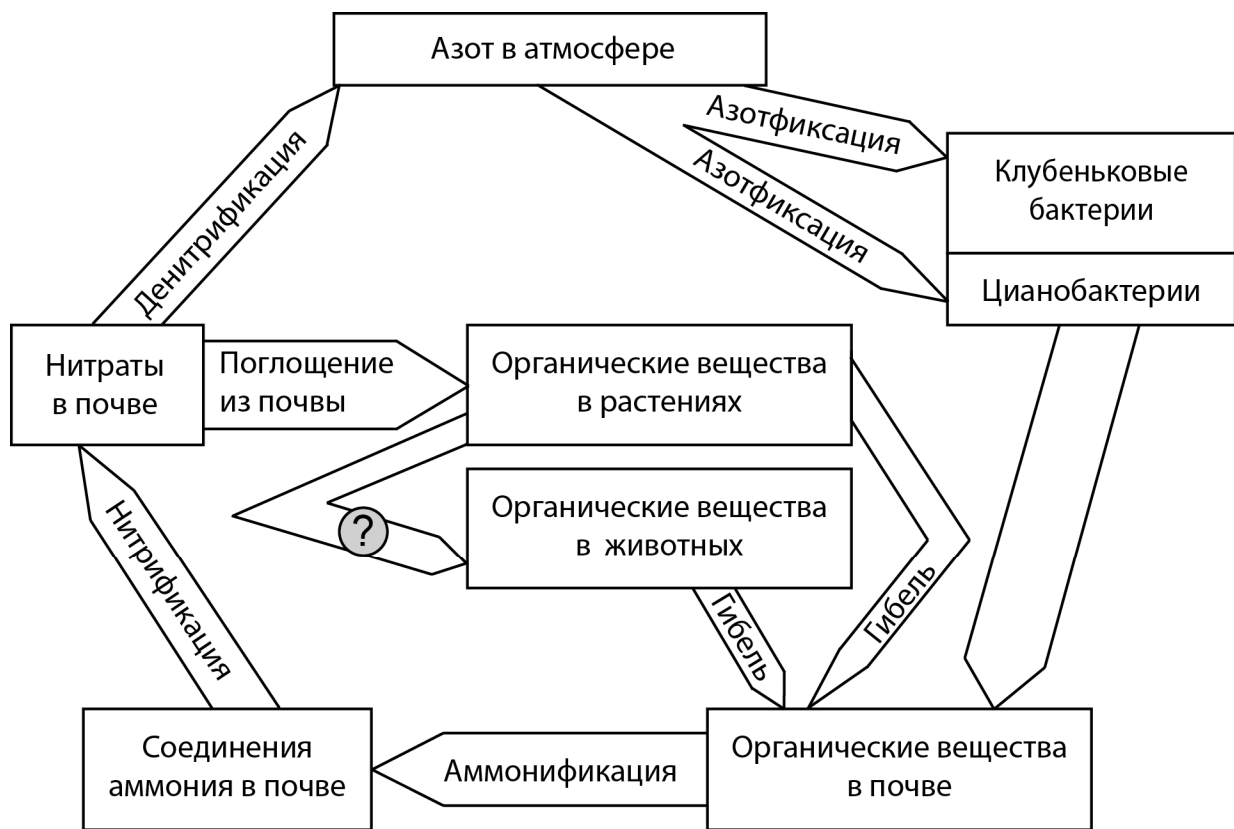 Азот в атмосфере
Азотфиксация
Азотфиксация
Клубеньковые
бактерии
Цианобактерии
Денитрификация
Нитраты
в почве
Поглощение
из почвы
Органические вещества
в растениях
?
Органические вещества
в животных
Нитрификация
Гибель
Гибель
Соединения
аммония в почве
Аммонификация
Органические вещества
в почве